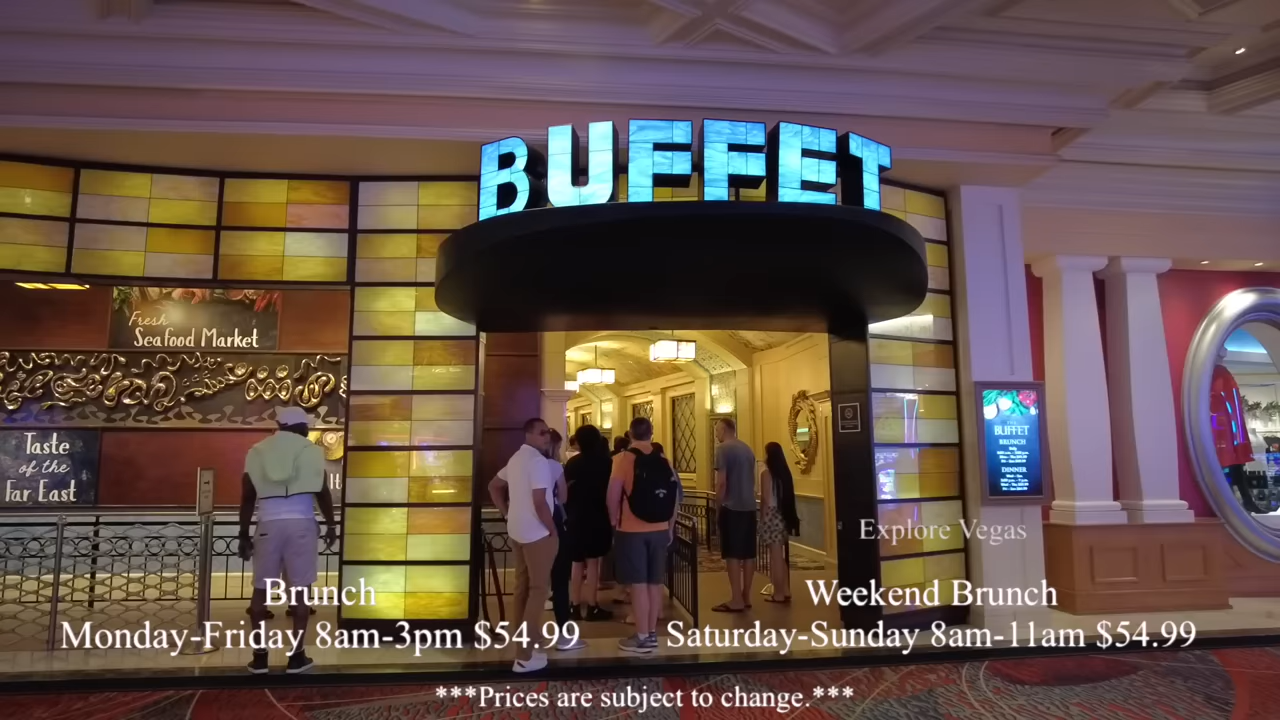 BUFFET
Fresh
Seafood Market
Taste
of the
Far East
BUFFET
BRUNCH
DINNER
Explore Vegas
Brunch
Monday-Friday 8am-3pm $54.99
Weekend Brunch
Saturday-Sunday 8am-11am $54.99
***Prices are subject to change.***